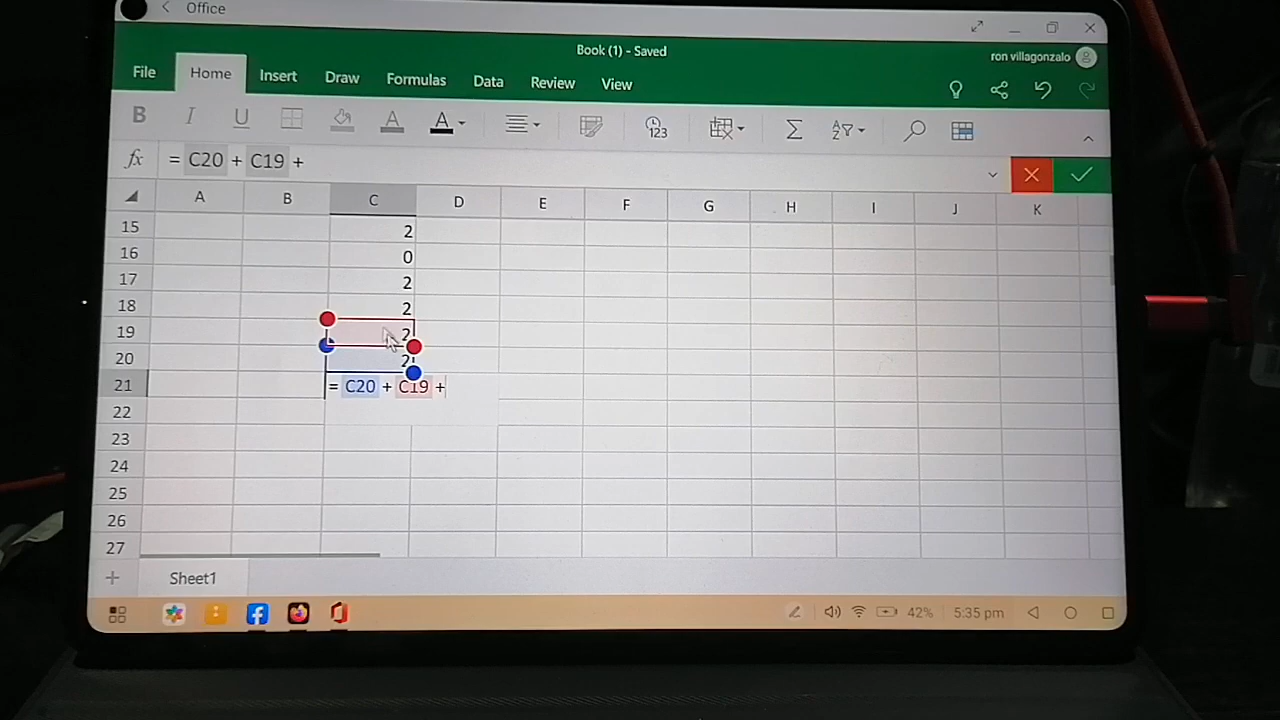 Office
Book (1) - Saved
ron villagonzalo
File Home Insert Draw Formulas Data Review View
B I U A A 123 Σ A Z
fx = C20 + C19 +
A B C D E F G H I J K
15 2
16 0
17 2
18 2
19 2
20 2
21 = C20 + C19 +
22
23
24
25
26
27
+ Sheet1
42% 5:35 pm